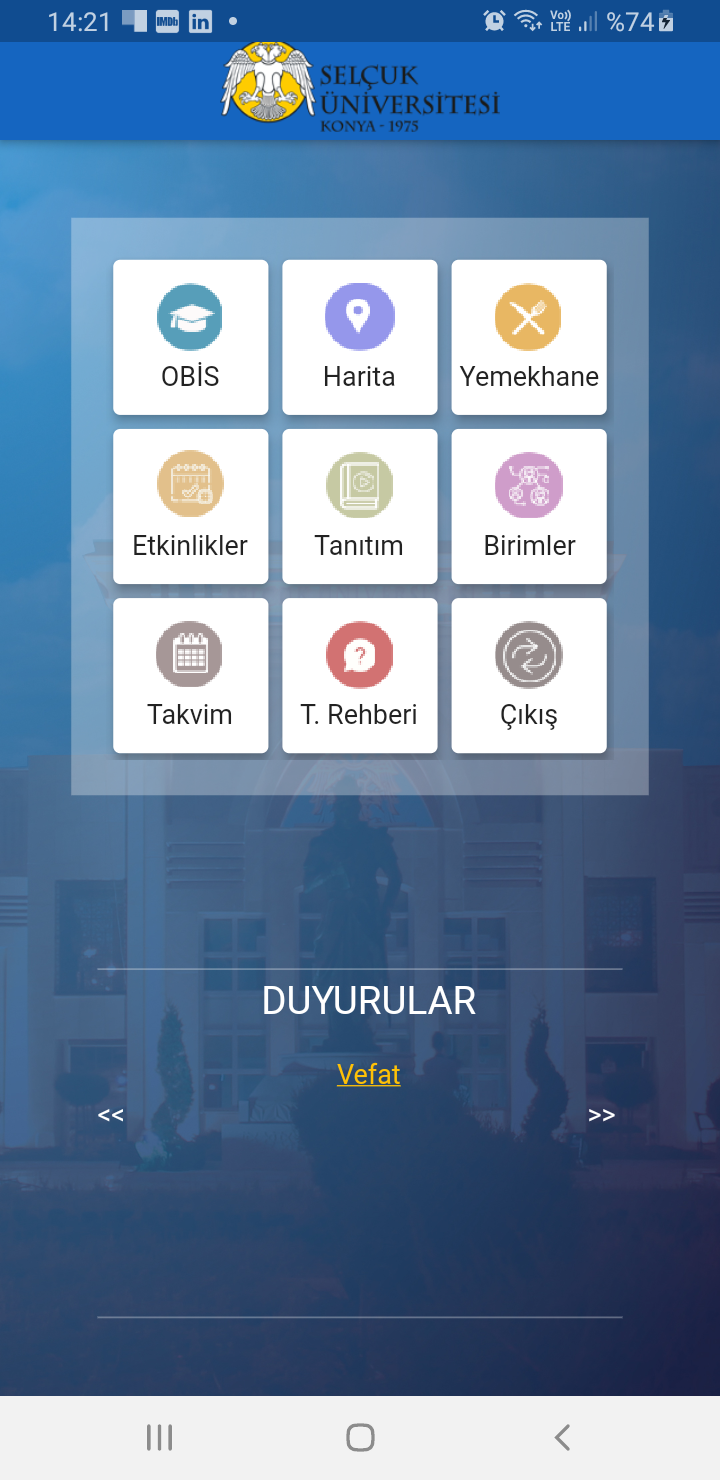 14:21 IMDb in %74
Vo))
LTE
SELÇUK
ÜNİVERSİTESİ
KONYA - 1975
OBİS
Harita
Yemekhane
Etkinlikler
Tanıtım
Birimler
Takvim
T. Rehberi
Çıkış
DUYURULAR
Vefat
<< >>